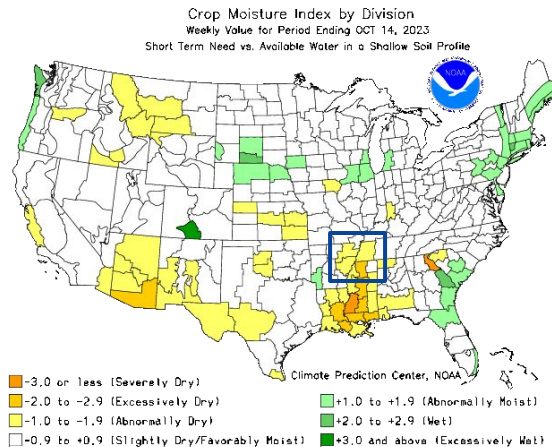 Crop Moisture Index by Division
Weekly Value for Period Ending OCT 14, 2023
Short Term Need vs. Available Water in a Shallow Soil Profile
NOAA
Climate Prediction Center, NOAA
-3.0 or less (Severely Dry)
-2.0 to -2.9 (Excessively Dry)
-1.0 to -1.9 (Abnormally Dry)
-0.9 to +0.9 (Slightly Dry/Favorably Moist)
+1.0 to +1.9 (Abnormally Moist)
+2.0 to +2.9 (Wet)
+3.0 and above (Excessively Wet)